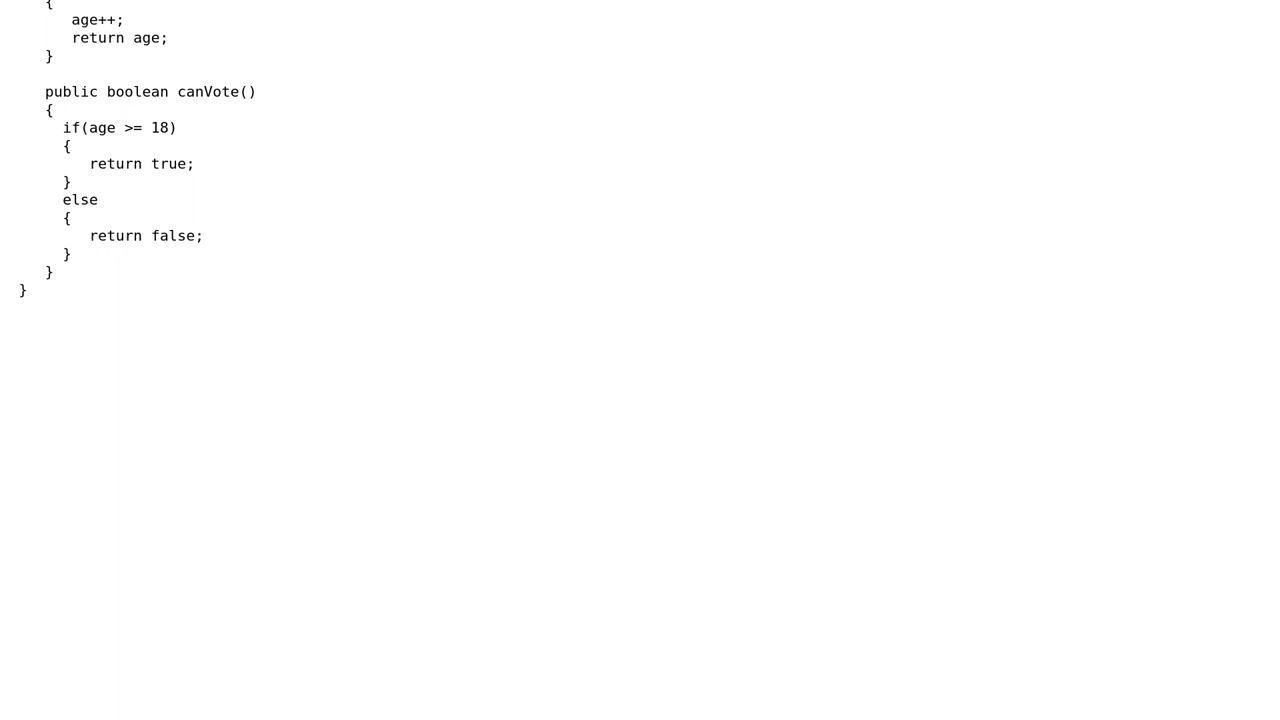 {
age++;
return age;
}
public boolean canVote()
{
if(age >= 18)
{
return true;
}
else
{
return false;
}
}
}